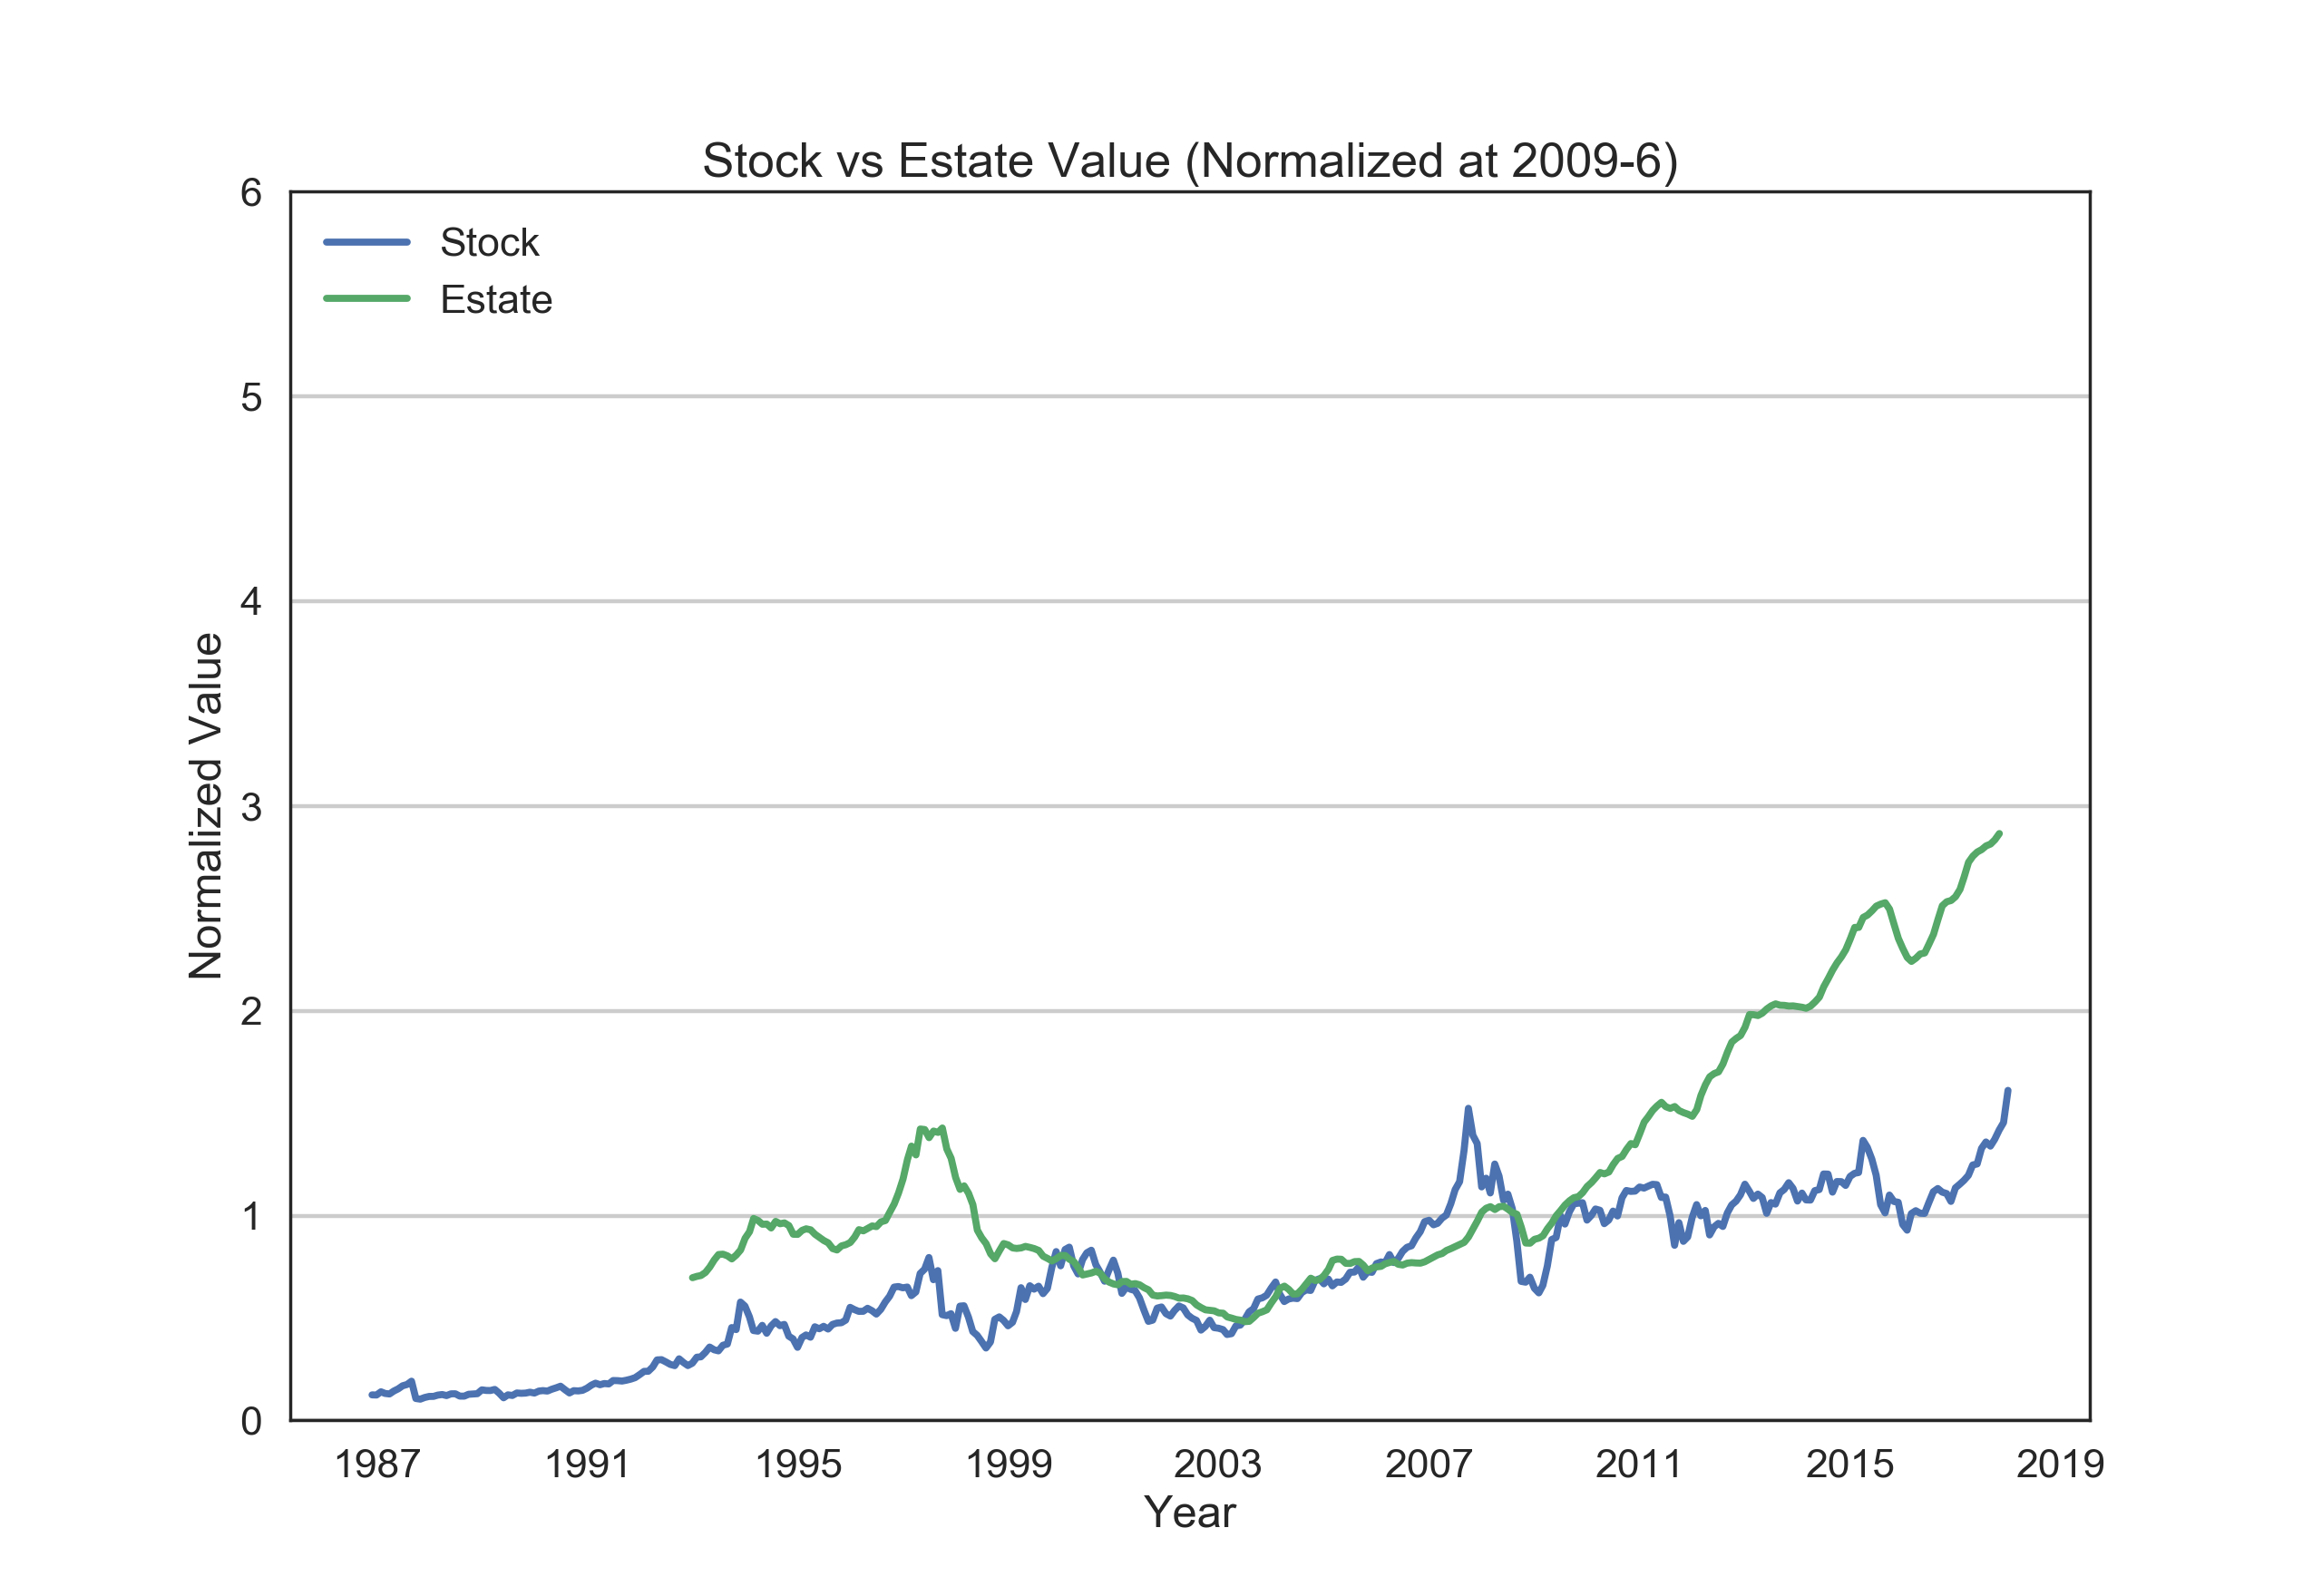 Stock vs Estate Value (Normalized at 2009-6)
6
Stock
Estate
5
4
3
2
1
0
Normalized Value
1987 1991 1995 1999 2003 2007 2011 2015 2019
Year